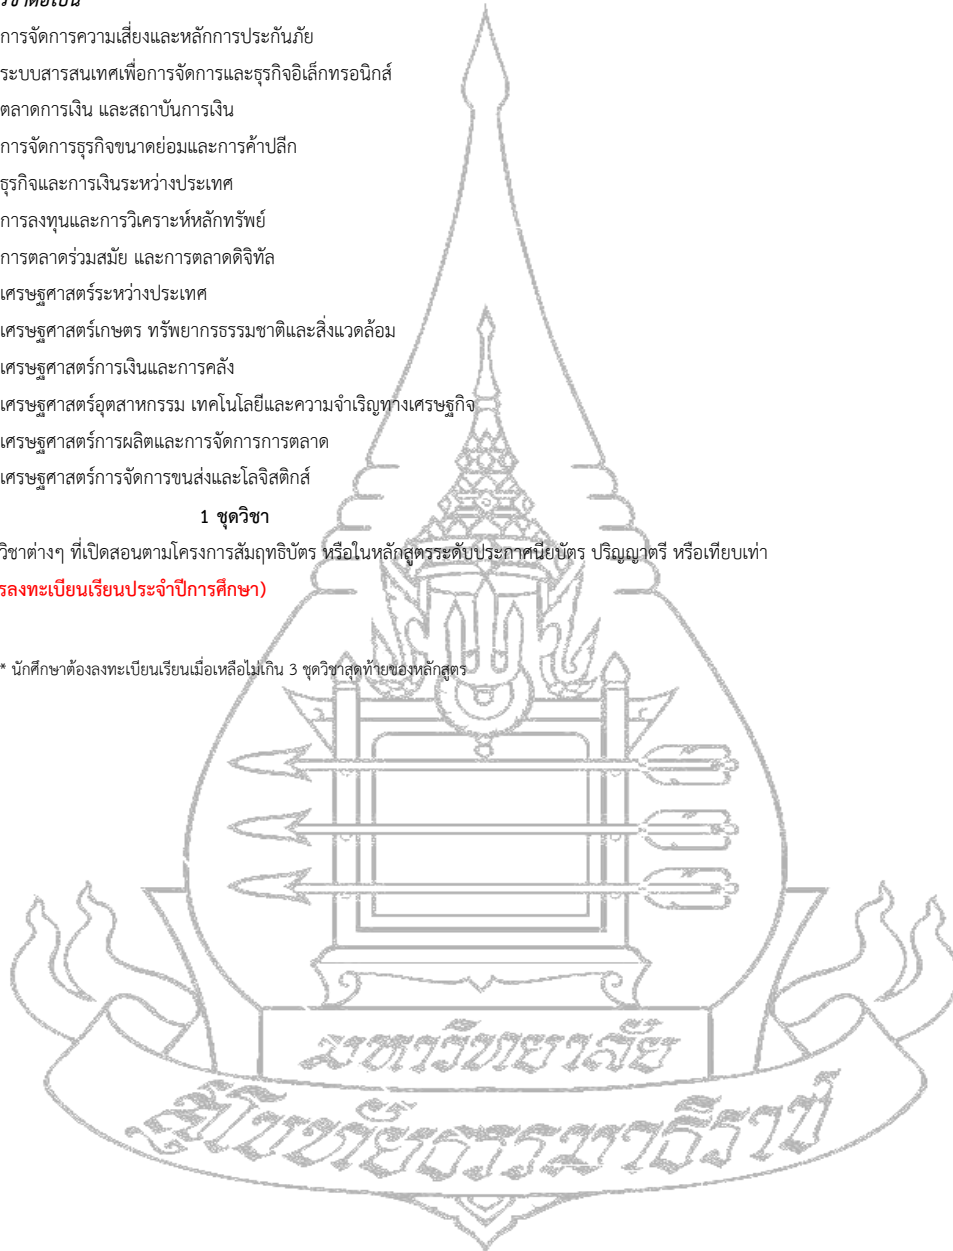 การจัดการความเสี่ยงและหลักการประกันภัย
ระบบสารสนเทศเพื่อการจัดการและธุรกิจอิเล็กทรอนิกส์
ตลาดการเงิน และสถาบันการเงิน
การจัดการธุรกิจขนาดย่อมและการค้าปลีก
ธุรกิจและการเงินระหว่างประเทศ
การลงทุนและการวิเคราะห์หลักทรัพย์
การตลาดร่วมสมัย และการตลาดดิจิทัล
เศรษฐศาสตร์ระหว่างประเทศ
เศรษฐศาสตร์เกษตร ทรัพยากรธรรมชาติและสิ่งแวดล้อม
เศรษฐศาสตร์การเงินและการคลัง
เศรษฐศาสตร์อุตสาหกรรม เทคโนโลยีและความจำเริญทางเศรษฐกิจ
เศรษฐศาสตร์การผลิตและการจัดการการตลาด
เศรษฐศาสตร์การจัดการขนส่งและโลจิสติกส์
1 ชุดวิชา
วิชาต่างๆ ที่เปิดสอนตามโครงการสัมฤทธิบัตร หรือในหลักสูตรระดับประกาศนียบัตร ปริญญาตรี หรือเทียบเท่า
รลงทะเบียนเรียนประจำปีการศึกษา)
* นักศึกษาต้องลงทะเบียนเรียนเมื่อเหลือไม่เกิน 3 ชุดวิชาสุดท้ายของหลักสูตร
มหาวิทยาลัย
สุโขทัยธรรมาธิราช